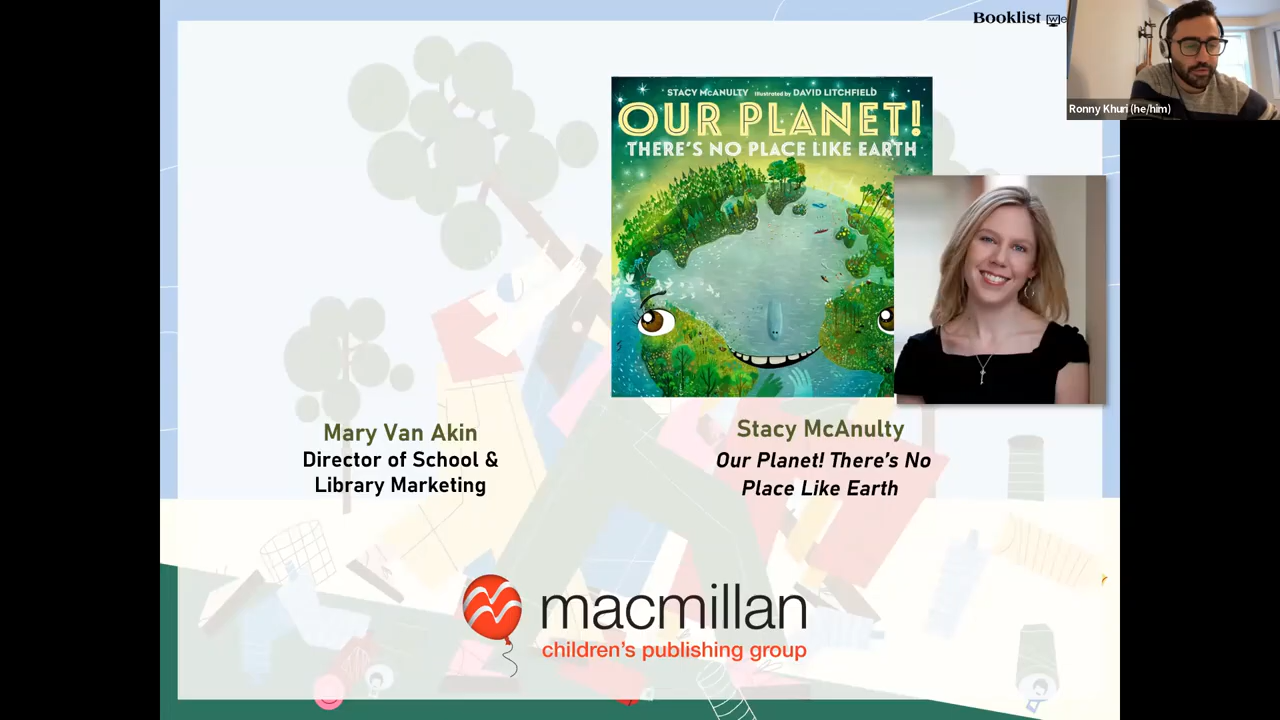 Booklist we
Ronny Khuri (he/him)
STACY McANULTY Illustrated by DAVID LITCHFIELD
OUR PLANET!
THERE'S NO PLACE LIKE EARTH
Mary Van Akin
Director of School &
Library Marketing
Stacy McAnulty
Our Planet! There's No
Place Like Earth
macmillan
children's publishing group